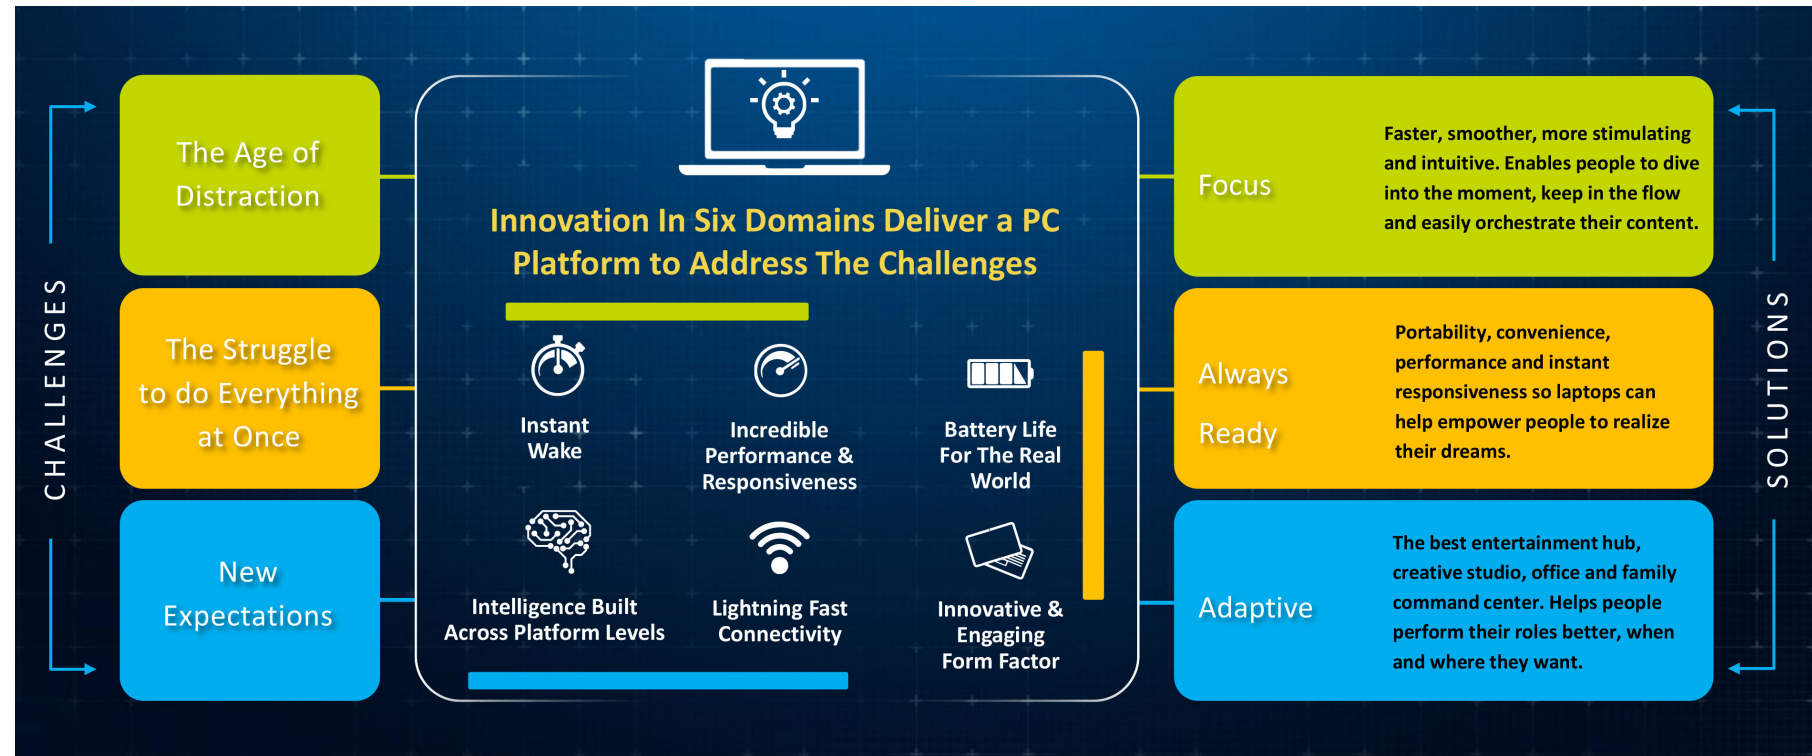 CHALLENGES
The Age of
Distraction
The Struggle
to do Everything
at Once
New
Expectations
Innovation In Six Domains Deliver a PC
Platform to Address The Challenges
Instant
Wake
Incredible
Performance &
Responsiveness
Battery Life
For The Real
World
Intelligence Built
Across Platform Levels
Lightning Fast
Connectivity
Innovative &
Engaging
Form Factor
Focus
Faster, smoother, more stimulating
and intuitive. Enables people to dive
into the moment, keep in the flow
and easily orchestrate their content.
Always
Ready
Portability, convenience,
performance and instant
responsiveness so laptops can
help empower people to realize
their dreams.
Adaptive
The best entertainment hub,
creative studio, office and family
command center. Helps people
perform their roles better, when
and where they want.
SOLUTIONS